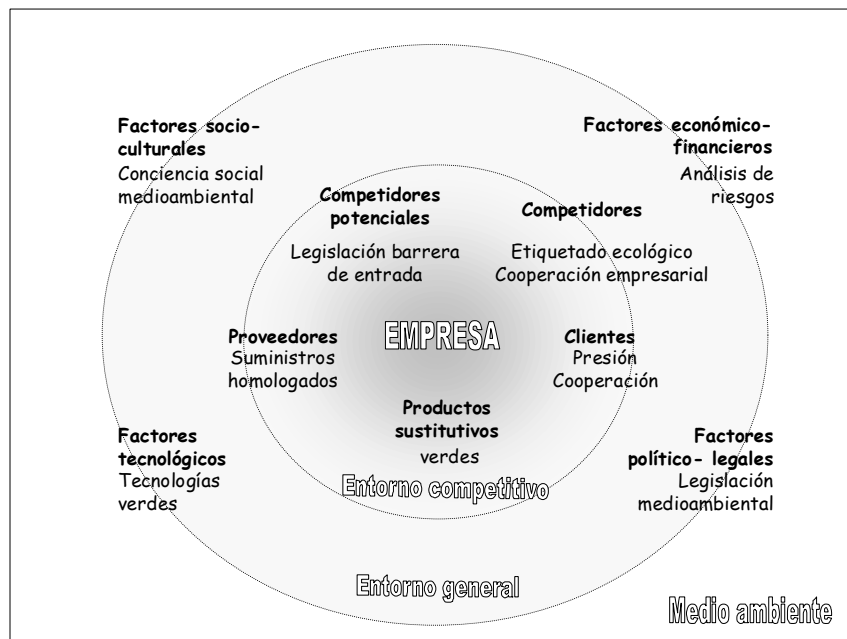 Factores socio-
culturales
Conciencia social
medioambiental
Factores económico-
financieros
Análisis de
riesgos
Competidores
potenciales
Legislación barrera
de entrada
Competidores
Etiquetado ecológico
Cooperación empresarial
EMPRESA
Proveedores
Suministros
homologados
Clientes
Presión
Cooperación
Productos
sustitutivos
verdes
Entorno competitivo
Factores
tecnológicos
Tecnologías
verdes
Factores
político- legales
Legislación
medioambiental
Entorno general
Medio ambiente